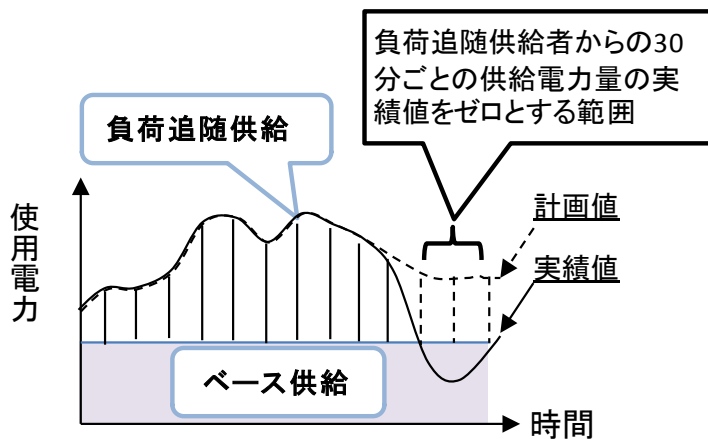 負荷追随供給者からの30
分ごとの供給電力量の実
績値をゼロとする範囲
負荷追随供給
使用電力
計画値
実績値
ベース供給
時間